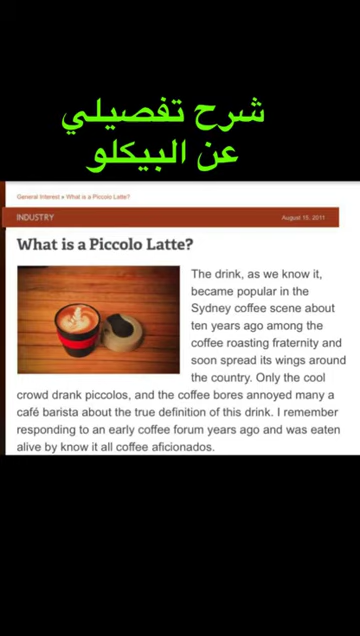 شرح تفصيلي
عن البيكلو
General Interest » What is a Piccolo Latte?
INDUSTRY
August 15, 2011
What is a Piccolo Latte?
The drink, as we know it,
became popular in the
Sydney coffee scene about
ten years ago among the
coffee roasting fraternity and
soon spread its wings around
the country. Only the cool
crowd drank piccolos, and the coffee bores annoyed many a
café barista about the true definition of this drink. I remember
responding to an early coffee forum years ago and was eaten
alive by know it all coffee aficionados.